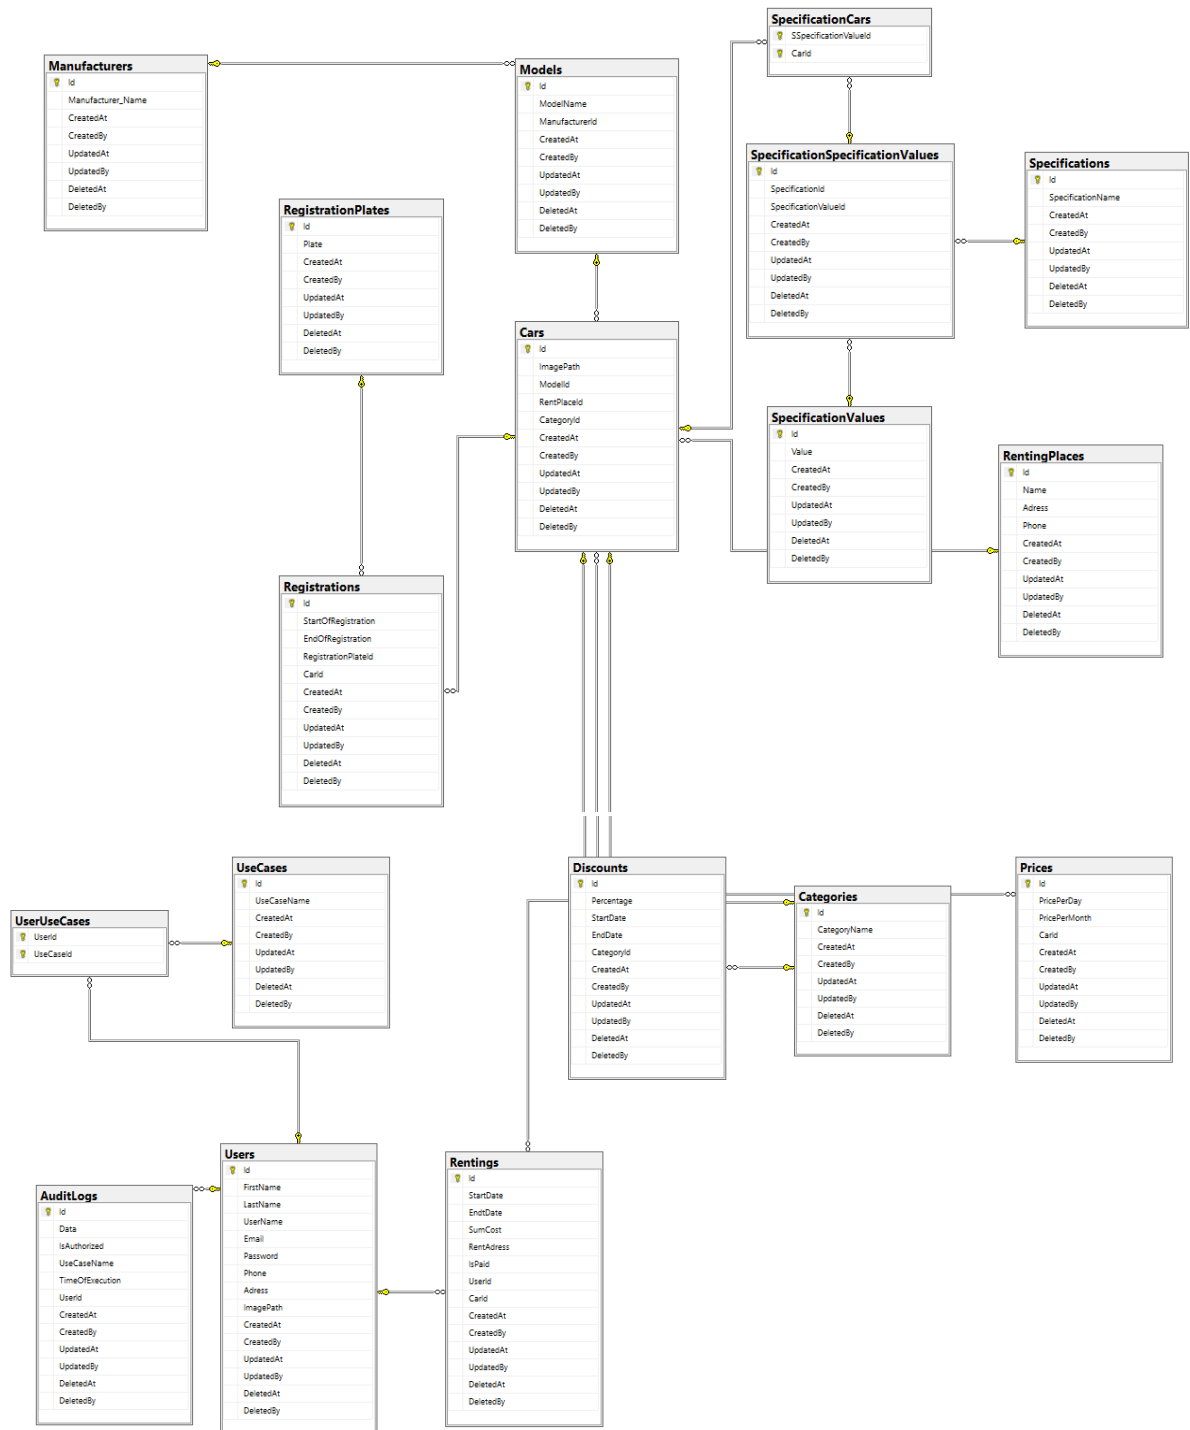 SpecificationCars
SSpecificationValueId
CarId
Manufacturers
Id
Manufacturer_Name
CreatedAt
CreatedBy
UpdatedAt
UpdatedBy
DeletedAt
DeletedBy
Models
Id
ModelName
ManufacturerId
CreatedAt
CreatedBy
UpdatedAt
UpdatedBy
DeletedAt
DeletedBy
SpecificationSpecificationValues
Id
SpecificationId
SpecificationValueId
CreatedAt
CreatedBy
UpdatedAt
UpdatedBy
DeletedAt
DeletedBy
Specifications
Id
SpecificationName
CreatedAt
CreatedBy
UpdatedAt
UpdatedBy
DeletedAt
DeletedBy
RegistrationPlates
Id
Plate
CreatedAt
CreatedBy
UpdatedAt
UpdatedBy
DeletedAt
DeletedBy
Cars
Id
ImagePath
ModelId
RentPlaceId
CategoryId
CreatedAt
CreatedBy
UpdatedAt
UpdatedBy
DeletedAt
DeletedBy
SpecificationValues
Id
Value
CreatedAt
CreatedBy
UpdatedAt
UpdatedBy
DeletedAt
DeletedBy
RentingPlaces
Id
Name
Adress
Phone
CreatedAt
CreatedBy
UpdatedAt
UpdatedBy
DeletedAt
DeletedBy
Registrations
Id
StartOfRegistration
EndOfRegistration
RegistrationPlateId
CarId
CreatedAt
CreatedBy
UpdatedAt
UpdatedBy
DeletedAt
DeletedBy
UseCases
Id
UseCaseName
CreatedAt
CreatedBy
UpdatedAt
UpdatedBy
DeletedAt
DeletedBy
UserUseCases
UserId
UseCaseId
Discounts
Id
Percentage
StartDate
EndDate
CategoryId
CreatedAt
CreatedBy
UpdatedAt
UpdatedBy
DeletedAt
DeletedBy
Categories
Id
CategoryName
CreatedAt
CreatedBy
UpdatedAt
UpdatedBy
DeletedAt
DeletedBy
Prices
Id
PricePerDay
PricePerMonth
CarId
CreatedAt
CreatedBy
UpdatedAt
UpdatedBy
DeletedAt
DeletedBy
Users
Id
FirstName
LastName
UserName
Email
Password
Phone
Adress
ImagePath
CreatedAt
CreatedBy
UpdatedAt
UpdatedBy
DeletedAt
DeletedBy
AuditLogs
Id
Data
IsAuthorized
UseCaseName
TimeOfExecution
UserId
CreatedAt
CreatedBy
UpdatedAt
UpdatedBy
DeletedAt
DeletedBy
Rentings
Id
StartDate
EndtDate
SumCost
RentAdress
IsPaid
UserId
CarId
CreatedAt
CreatedBy
UpdatedAt
UpdatedBy
DeletedAt
DeletedBy